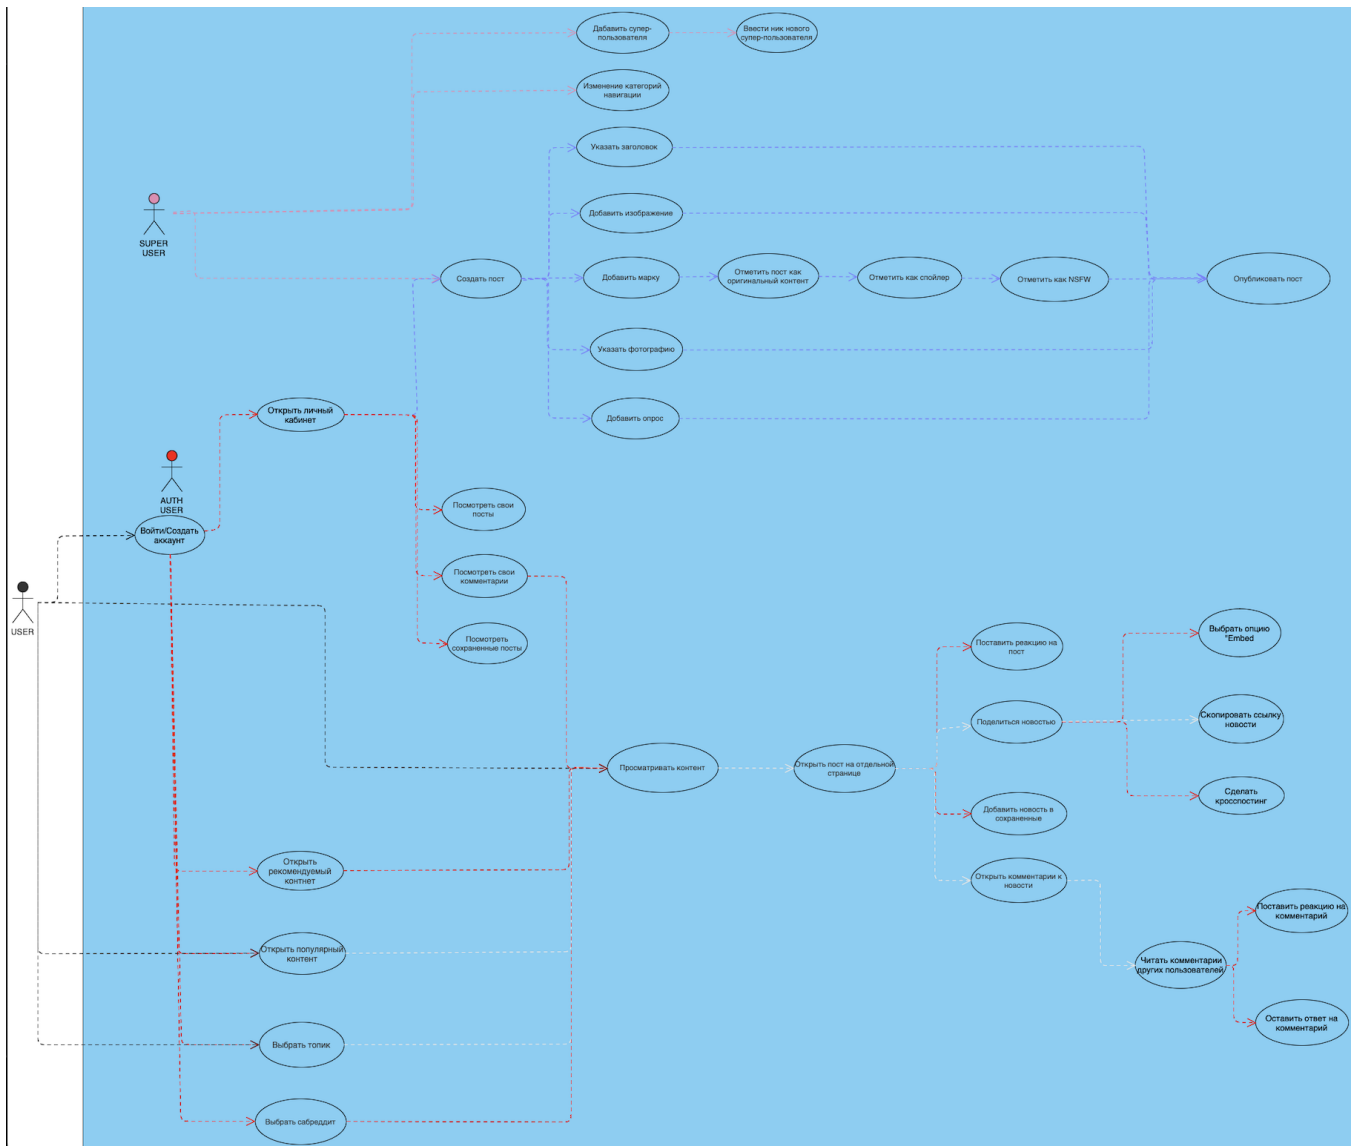 Добавить супер-
пользователя
Ввести ник нового
супер-пользователя
Изменение категорий
навигации
Указать заголовок
SUPER
USER
Добавить изображение
Создать пост
Добавить марку
Отметить пост как
оригинальный контент
Отметить как спойлер
Отметить как NSFW
Опубликовать пост
Указать фотографию
Добавить опрос
Открыть личный
кабинет
AUTH
USER
Войти/Создать
аккаунт
Посмотреть свои
посты
Посмотреть свои
комментарии
USER
Посмотреть
сохраненные посты
Поставить реакцию на
пост
Выбрать опцию
"Embed
Поделиться новостью
Скопировать ссылку
новости
Просматривать контент
Открыть пост на отдельной
странице
Сделать
кросспостинг
Добавить новость в
сохраненные
Открыть
рекомендуемый
контнет
Открыть комментарии к
новости
Поставить реакцию на
комментарий
Открыть популярный
контент
Читать комментарии
других пользователей
Оставить ответ на
комментарий
Выбрать топик
Выбрать сабреддит